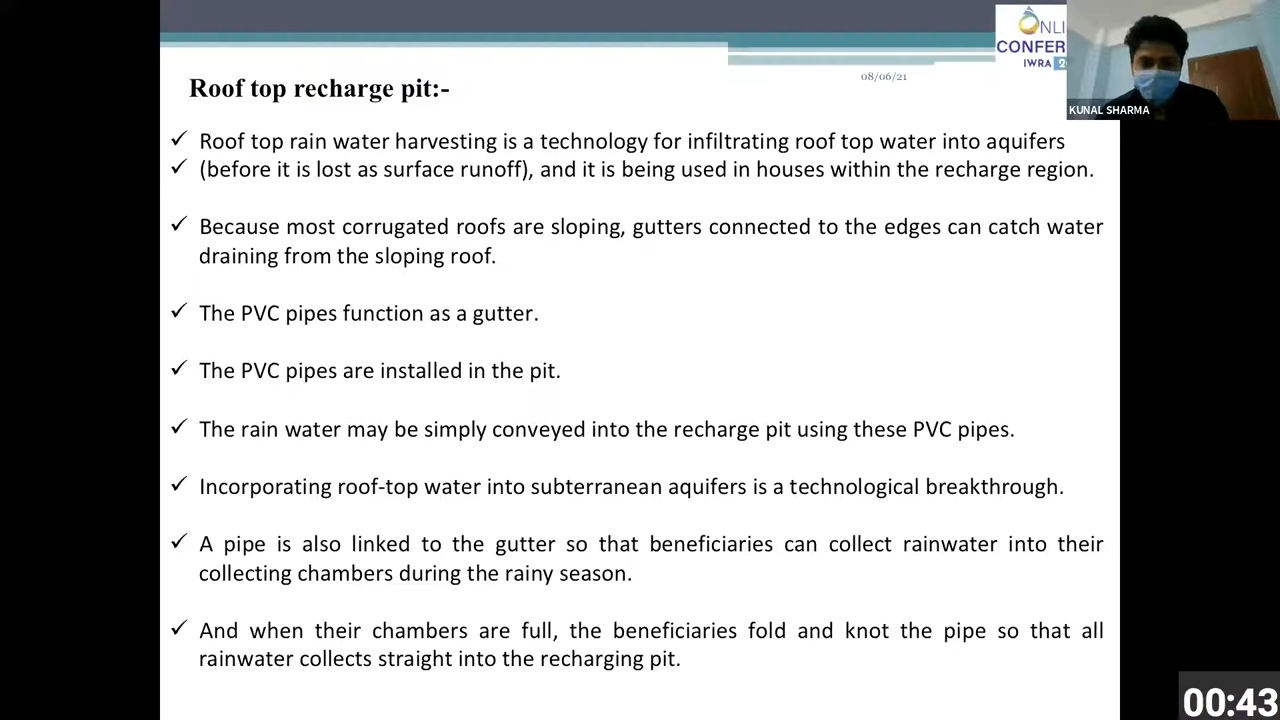 ONLI
CONFER
IWRA 2
08/06/21
KUNAL SHARMA
Roof top recharge pit:-
✓ Roof top rain water harvesting is a technology for infiltrating roof top water into aquifers
✓ (before it is lost as surface runoff), and it is being used in houses within the recharge region.
✓ Because most corrugated roofs are sloping, gutters connected to the edges can catch water
draining from the sloping roof.
✓ The PVC pipes function as a gutter.
✓ The PVC pipes are installed in the pit.
✓ The rain water may be simply conveyed into the recharge pit using these PVC pipes.
✓ Incorporating roof-top water into subterranean aquifers is a technological breakthrough.
✓ A pipe is also linked to the gutter so that beneficiaries can collect rainwater into their
collecting chambers during the rainy season.
✓ And when their chambers are full, the beneficiaries fold and knot the pipe so that all
rainwater collects straight into the recharging pit.
00:43